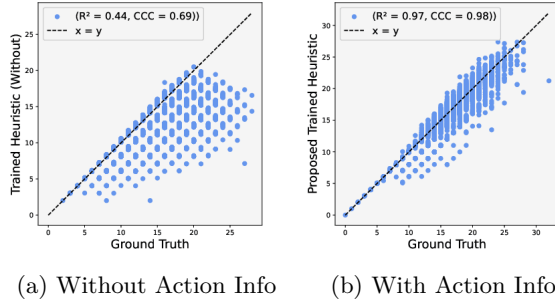 (R² = 0.44, CCC = 0.69))
x = y
Trained Heuristic (Without)
25
20
15
10
5
0
0 5 10 15 20 25
Ground Truth
(a) Without Action Info
(R² = 0.97, CCC = 0.98))
x = y
Proposed Trained Heuristic
30
25
20
15
10
5
0
0 5 10 15 20 25 30
Ground Truth
(b) With Action Info